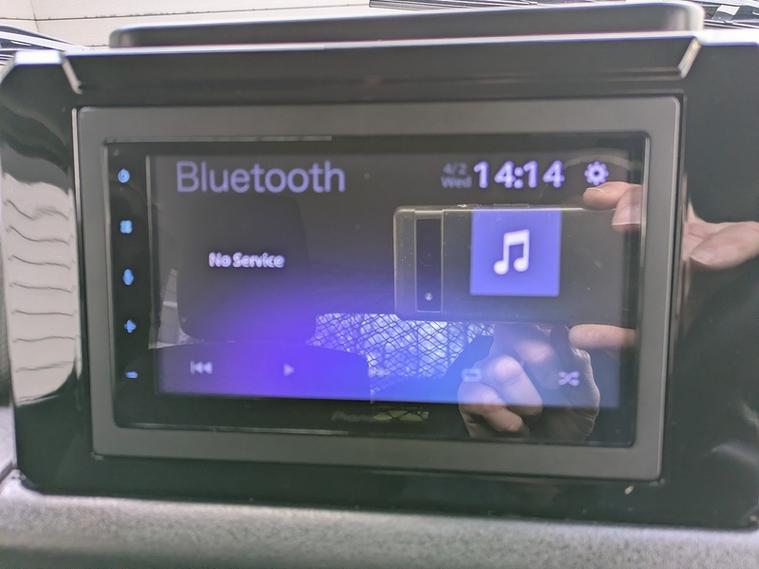 Bluetooth
4/2
Wed
14:14
No Service